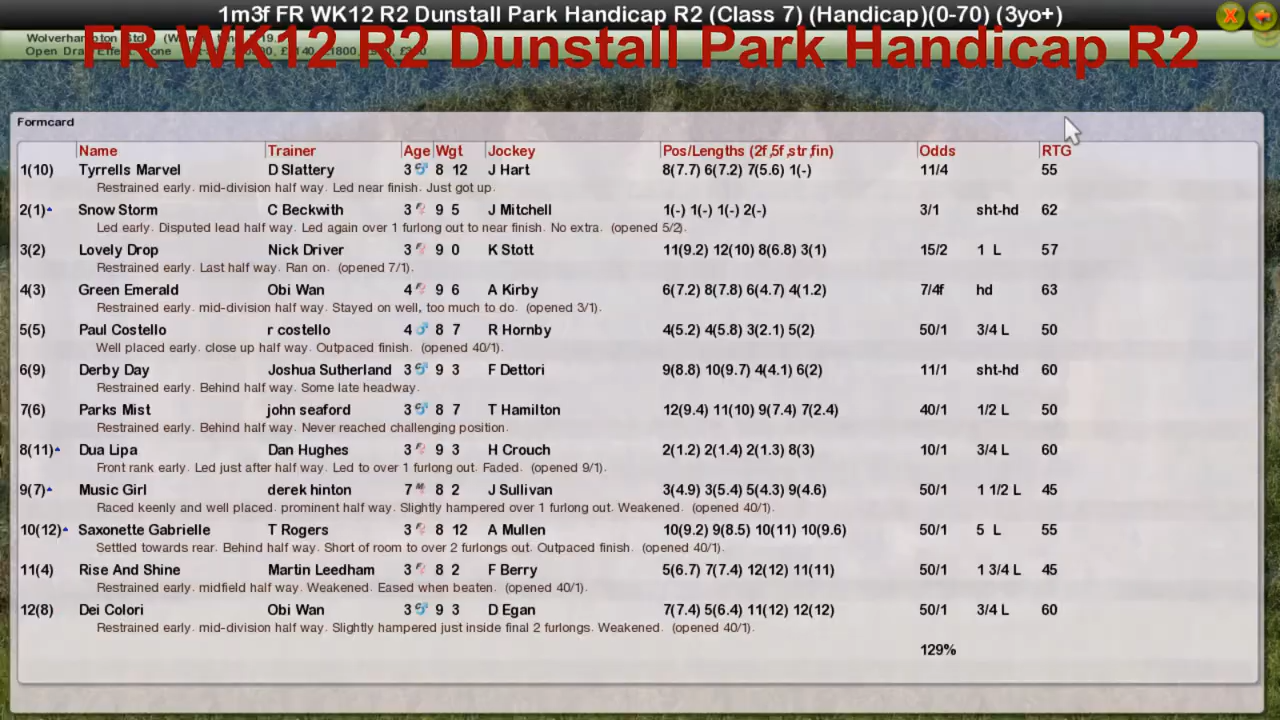 1m3f FR WK12 R2 Dunstall Park Handicap R2 (Class 7) (Handicap)(0-70) (3yo+)
FR WK12 R2 Dunstall Park Handicap R2
Formcard
Name Trainer Age Wgt Jockey Pos/Lengths (2f,5f,str,fin) Odds RTG
1(10) Tyrrells Marvel D Slattery 3 8 12 J Hart 8(7.7) 6(7.2) 7(5.6) 1(-) 11/4 55
Restrained early. mid-division half way. Led near finish. Just got up.
2(1) Snow Storm C Beckwith 3 9 5 J Mitchell 1(-) 1(-) 1(-) 2(-) 3/1 sht-hd 62
Led early. Disputed lead half way. Led again over 1 furlong out to near finish. No extra. (opened 5/2).
3(2) Lovely Drop Nick Driver 3 9 0 K Stott 11(9.2) 12(10) 8(6.8) 3(1) 15/2 1 L 57
Restrained early. Last half way. Ran on. (opened 7/1).
4(3) Green Emerald Obi Wan 4 9 6 A Kirby 6(7.2) 8(7.8) 6(4.7) 4(1.2) 7/4f hd 63
Restrained early. mid-division half way. Stayed on well, too much to do. (opened 3/1).
5(5) Paul Costello r costello 4 8 7 R Hornby 4(5.2) 4(5.8) 3(2.1) 5(2) 50/1 3/4 L 50
Well placed early. close up half way. Outpaced finish. (opened 40/1).
6(9) Derby Day Joshua Sutherland 3 9 3 F Dettori 9(8.8) 10(9.7) 4(4.1) 6(2) 11/1 sht-hd 60
Restrained early. Behind half way. Some late headway.
7(6) Parks Mist john seaford 3 8 7 T Hamilton 12(9.4) 11(10) 9(7.4) 7(2.4) 40/1 1/2 L 50
Restrained early. Behind half way. Never reached challenging position.
8(11) Dua Lipa Dan Hughes 3 9 3 H Crouch 2(1.2) 2(1.4) 2(1.3) 8(3) 10/1 3/4 L 60
Front rank early. Led just after half way. Led to over 1 furlong out. Faded. (opened 9/1).
9(7) Music Girl derek hinton 7 8 2 J Sullivan 3(4.9) 3(5.4) 5(4.3) 9(4.6) 50/1 1 1/2 L 45
Raced keenly and well placed. prominent half way. Slightly hampered over 1 furlong out. Weakened. (opened 40/1).
10(12) Saxonette Gabrielle T Rogers 3 8 12 A Mullen 10(9.2) 9(8.5) 10(11) 10(9.6) 50/1 5 L 55
Settled towards rear. Behind half way. Short of room to over 2 furlongs out. Outpaced finish. (opened 40/1).
11(4) Rise And Shine Martin Leedham 3 8 2 F Berry 5(6.7) 7(7.4) 12(12) 11(11) 50/1 1 3/4 L 45
Restrained early. midfield half way. Weakened. Eased when beaten. (opened 40/1).
12(8) Dei Colori Obi Wan 3 9 3 D Egan 7(7.4) 5(6.4) 11(12) 12(12) 50/1 3/4 L 60
Restrained early. mid-division half way. Slightly hampered just inside final 2 furlongs. Weakened. (opened 40/1).
129%